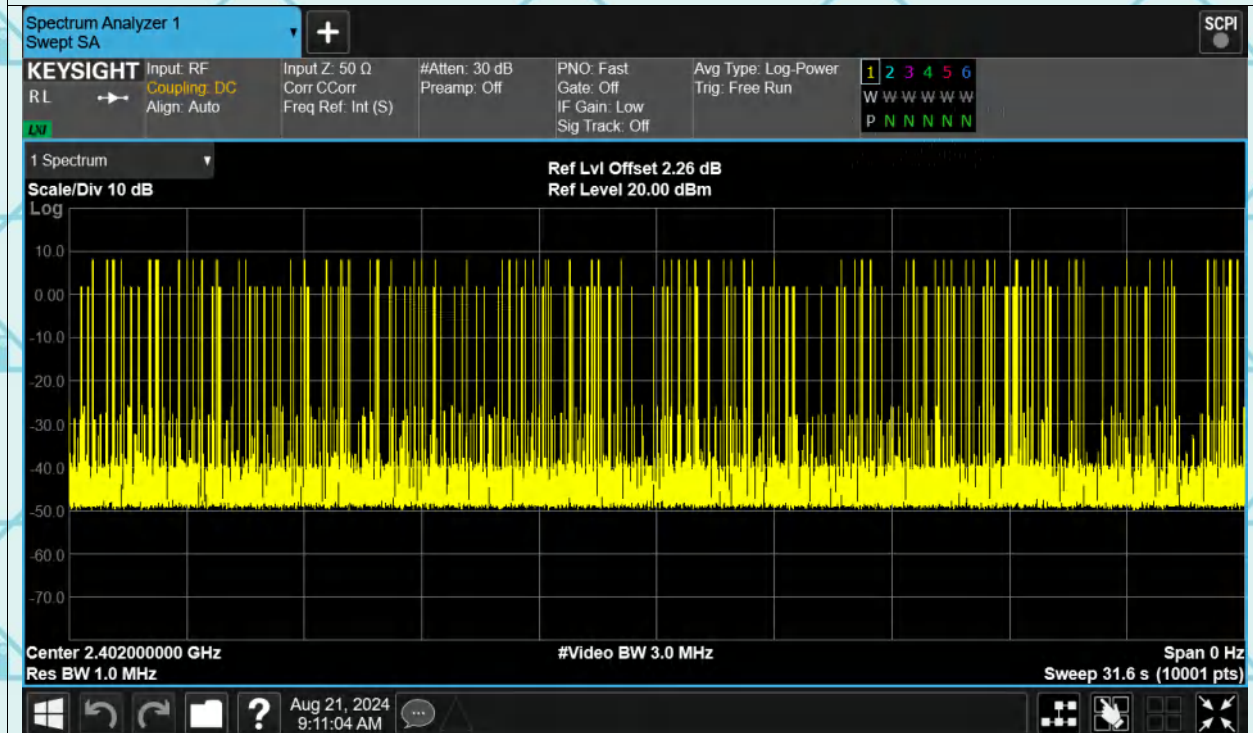 Spectrum Analyzer 1
Swept SA
+
SCPI
KEYSIGHT
RL
LXI
Input: RF
Coupling: DC
Align: Auto
Input Z: 50 Ω
Corr CCorr
Freq Ref: Int (S)
#Atten: 30 dB
Preamp: Off
PNO: Fast
Gate: Off
IF Gain: Low
Sig Track: Off
Avg Type: Log-Power
Trig: Free Run
1 2 3 4 5 6
W W W W W W
P N N N N N
1 Spectrum
Scale/Div 10 dB
Ref Lvl Offset 2.26 dB
Ref Level 20.00 dBm
Log
10.0
0.00
-10.0
-20.0
-30.0
-40.0
-50.0
-60.0
-70.0
Center 2.402000000 GHz
#Video BW 3.0 MHz
Span 0 Hz
Res BW 1.0 MHz
Sweep 31.6 s (10001 pts)
?
Aug 21, 2024
9:11:04 AM